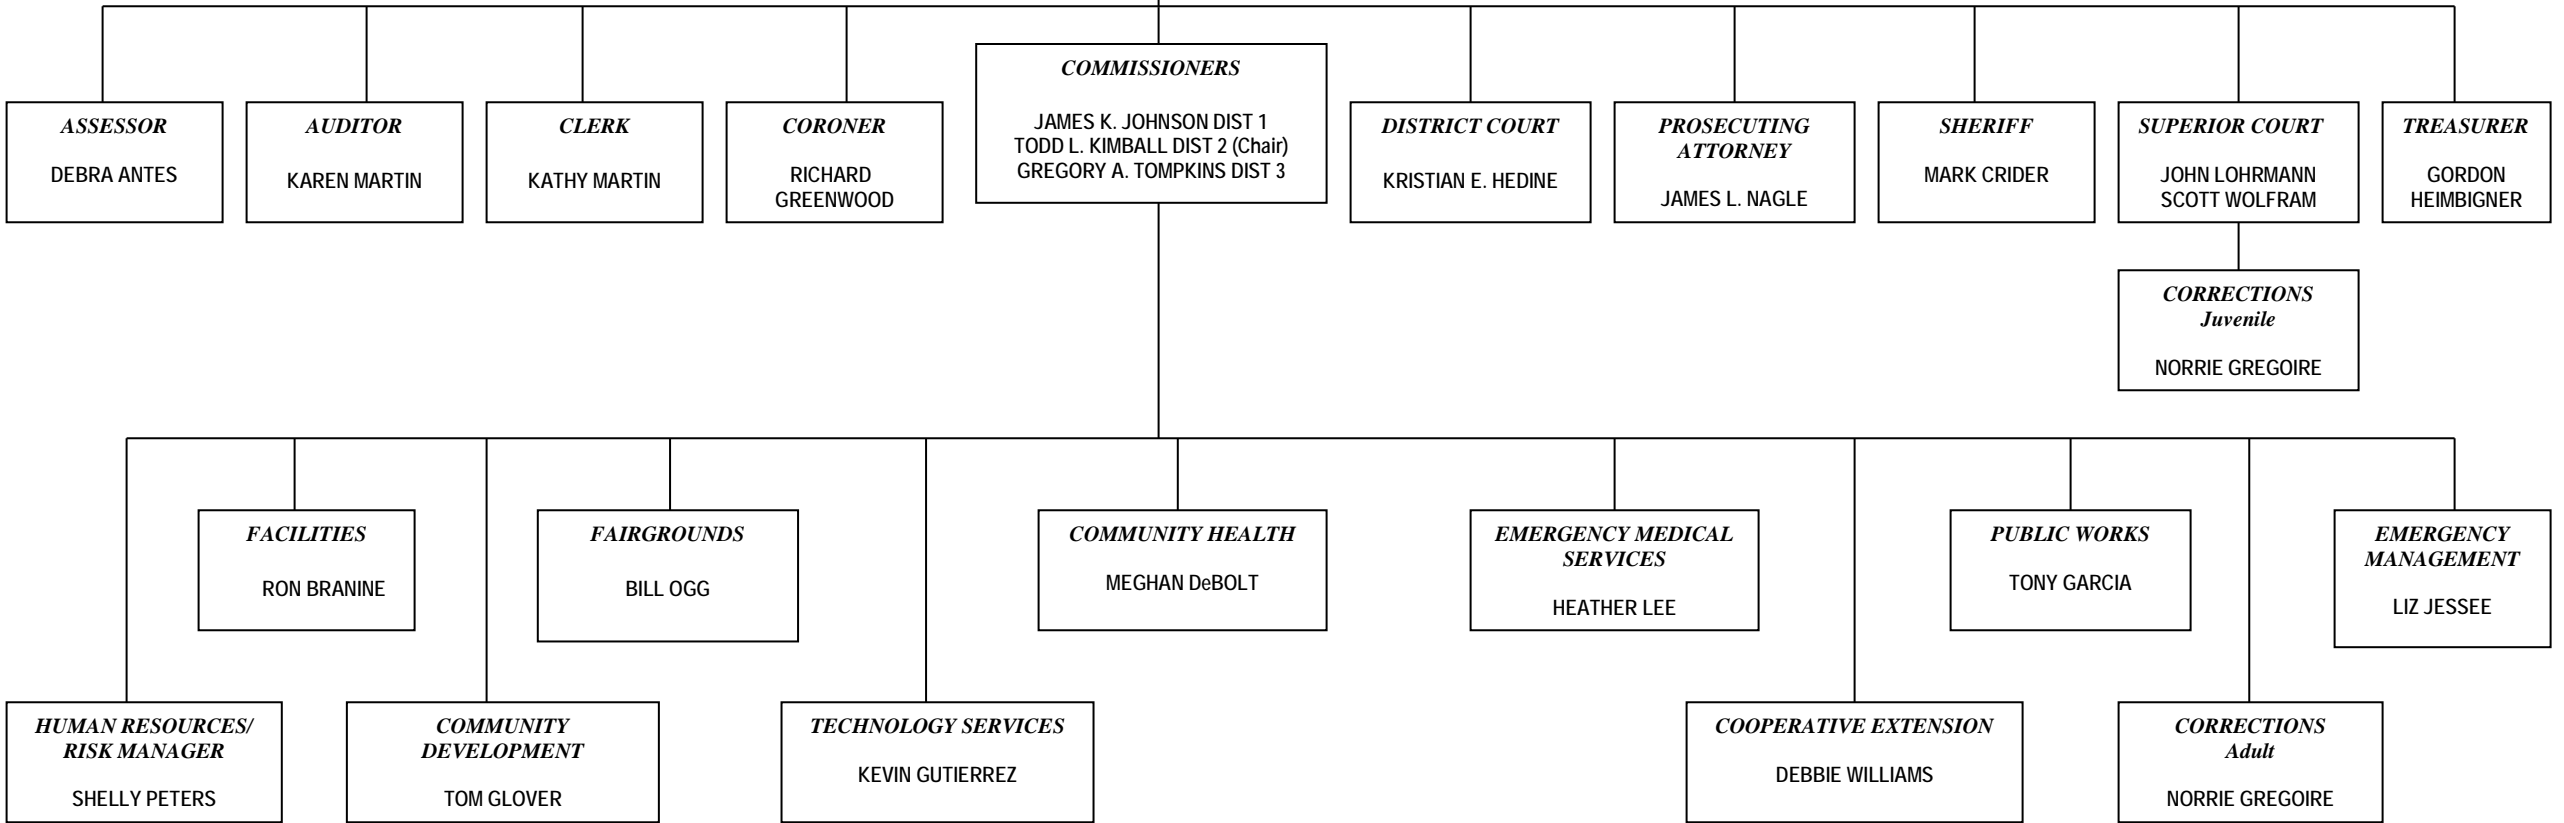 ASSESSOR
DEBRA ANTES
AUDITOR
KAREN MARTIN
CLERK
KATHY MARTIN
CORONER
RICHARD
GREENWOOD
COMMISSIONERS
JAMES K. JOHNSON DIST 1
TODD L. KIMBALL DIST 2 (Chair)
GREGORY A. TOMPKINS DIST 3
DISTRICT COURT
KRISTIAN E. HEDINE
PROSECUTING
ATTORNEY
JAMES L. NAGLE
SHERIFF
MARK CRIDER
SUPERIOR COURT
JOHN LOHRMANN
SCOTT WOLFRAM
TREASURER
GORDON
HEIMBIGNER
CORRECTIONS
Juvenile
NORRIE GREGOIRE
FACILITIES
RON BRANINE
FAIRGROUNDS
BILL OGG
COMMUNITY HEALTH
MEGHAN DeBOLT
EMERGENCY MEDICAL
SERVICES
HEATHER LEE
PUBLIC WORKS
TONY GARCIA
EMERGENCY
MANAGEMENT
LIZ JESSEE
HUMAN RESOURCES/
RISK MANAGER
SHELLY PETERS
COMMUNITY
DEVELOPMENT
TOM GLOVER
TECHNOLOGY SERVICES
KEVIN GUTIERREZ
COOPERATIVE EXTENSION
DEBBIE WILLIAMS
CORRECTIONS
Adult
NORRIE GREGOIRE